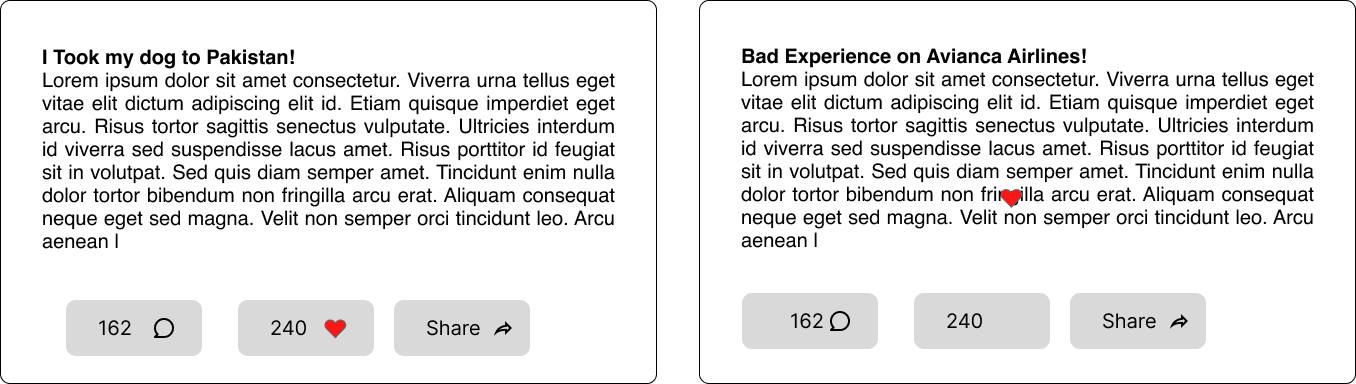 I Took my dog to Pakistan!
Lorem ipsum dolor sit amet consectetur. Viverra urna tellus eget
vitae elit dictum adipiscing elit id. Etiam quisque imperdiet eget
arcu. Risus tortor sagittis senectus vulputate. Ultricies interdum
id viverra sed suspendisse lacus amet. Risus porttitor id feugiat
sit in volutpat. Sed quis diam semper amet. Tincidunt enim nulla
dolor tortor bibendum non fringilla arcu erat. Aliquam consequat
neque eget sed magna. Velit non semper orci tincidunt leo. Arcu
aenean l
162
240
Share
Bad Experience on Avianca Airlines!
Lorem ipsum dolor sit amet consectetur. Viverra urna tellus eget
vitae elit dictum adipiscing elit id. Etiam quisque imperdiet eget
arcu. Risus tortor sagittis senectus vulputate. Ultricies interdum
id viverra sed suspendisse lacus amet. Risus porttitor id feugiat
sit in volutpat. Sed quis diam semper amet. Tincidunt enim nulla
dolor tortor bibendum non fringilla arcu erat. Aliquam consequat
neque eget sed magna. Velit non semper orci tincidunt leo. Arcu
aenean l
162
240
Share